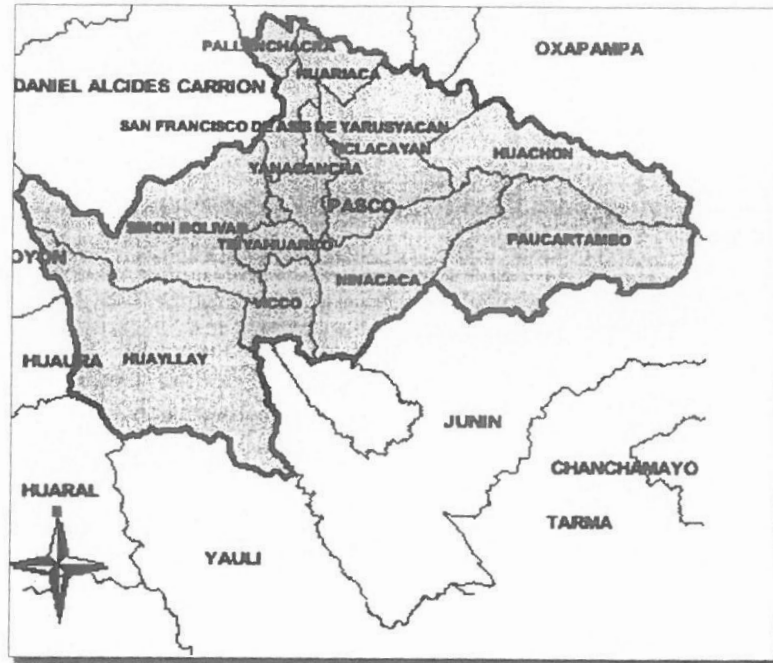 PALLANCHACRA
OXAPAMPA
HUARIACA
DANIEL ALCIDES CARRION
SAN FRANCISCO DE ASIS DE YARUSYACAN
TICLACAYAN
HUACHON
YANACANCHA
PASCO
SIMON BOLIVAR
PAUCARTAMBO
TINYAHUARCO
OYON
NINACACA
VICCO
HUAURA
HUAYLLAY
JUNIN
CHANCHAMAYO
HUARAL
TARMA
YAULI